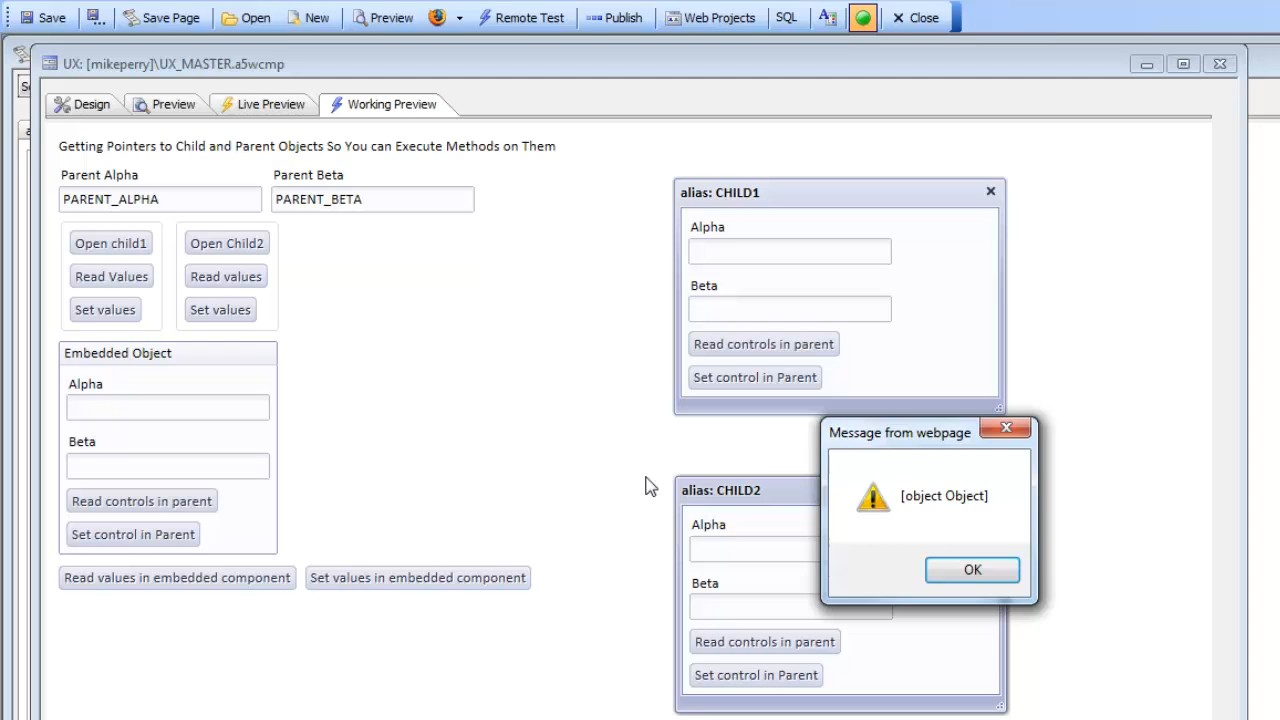 Save Save Page Open New Preview Remote Test Publish Web Projects SQL Close
UX: [mikeperry]\UX_MASTER.a5wcmp
Design Preview Live Preview Working Preview
Getting Pointers to Child and Parent Objects So You can Execute Methods on Them
Parent Alpha Parent Beta
PARENT_ALPHA PARENT_BETA
Open child1 Open Child2
Read Values Read values
Set values Set values
Embedded Object
Alpha
Beta
Read controls in parent
Set control in Parent
Read values in embedded component Set values in embedded component
alias: CHILD1
Alpha
Beta
Read controls in parent
Set control in Parent
alias: CHILD2
Alpha
Beta
Read controls in parent
Set control in Parent
Message from webpage
[object Object]
OK